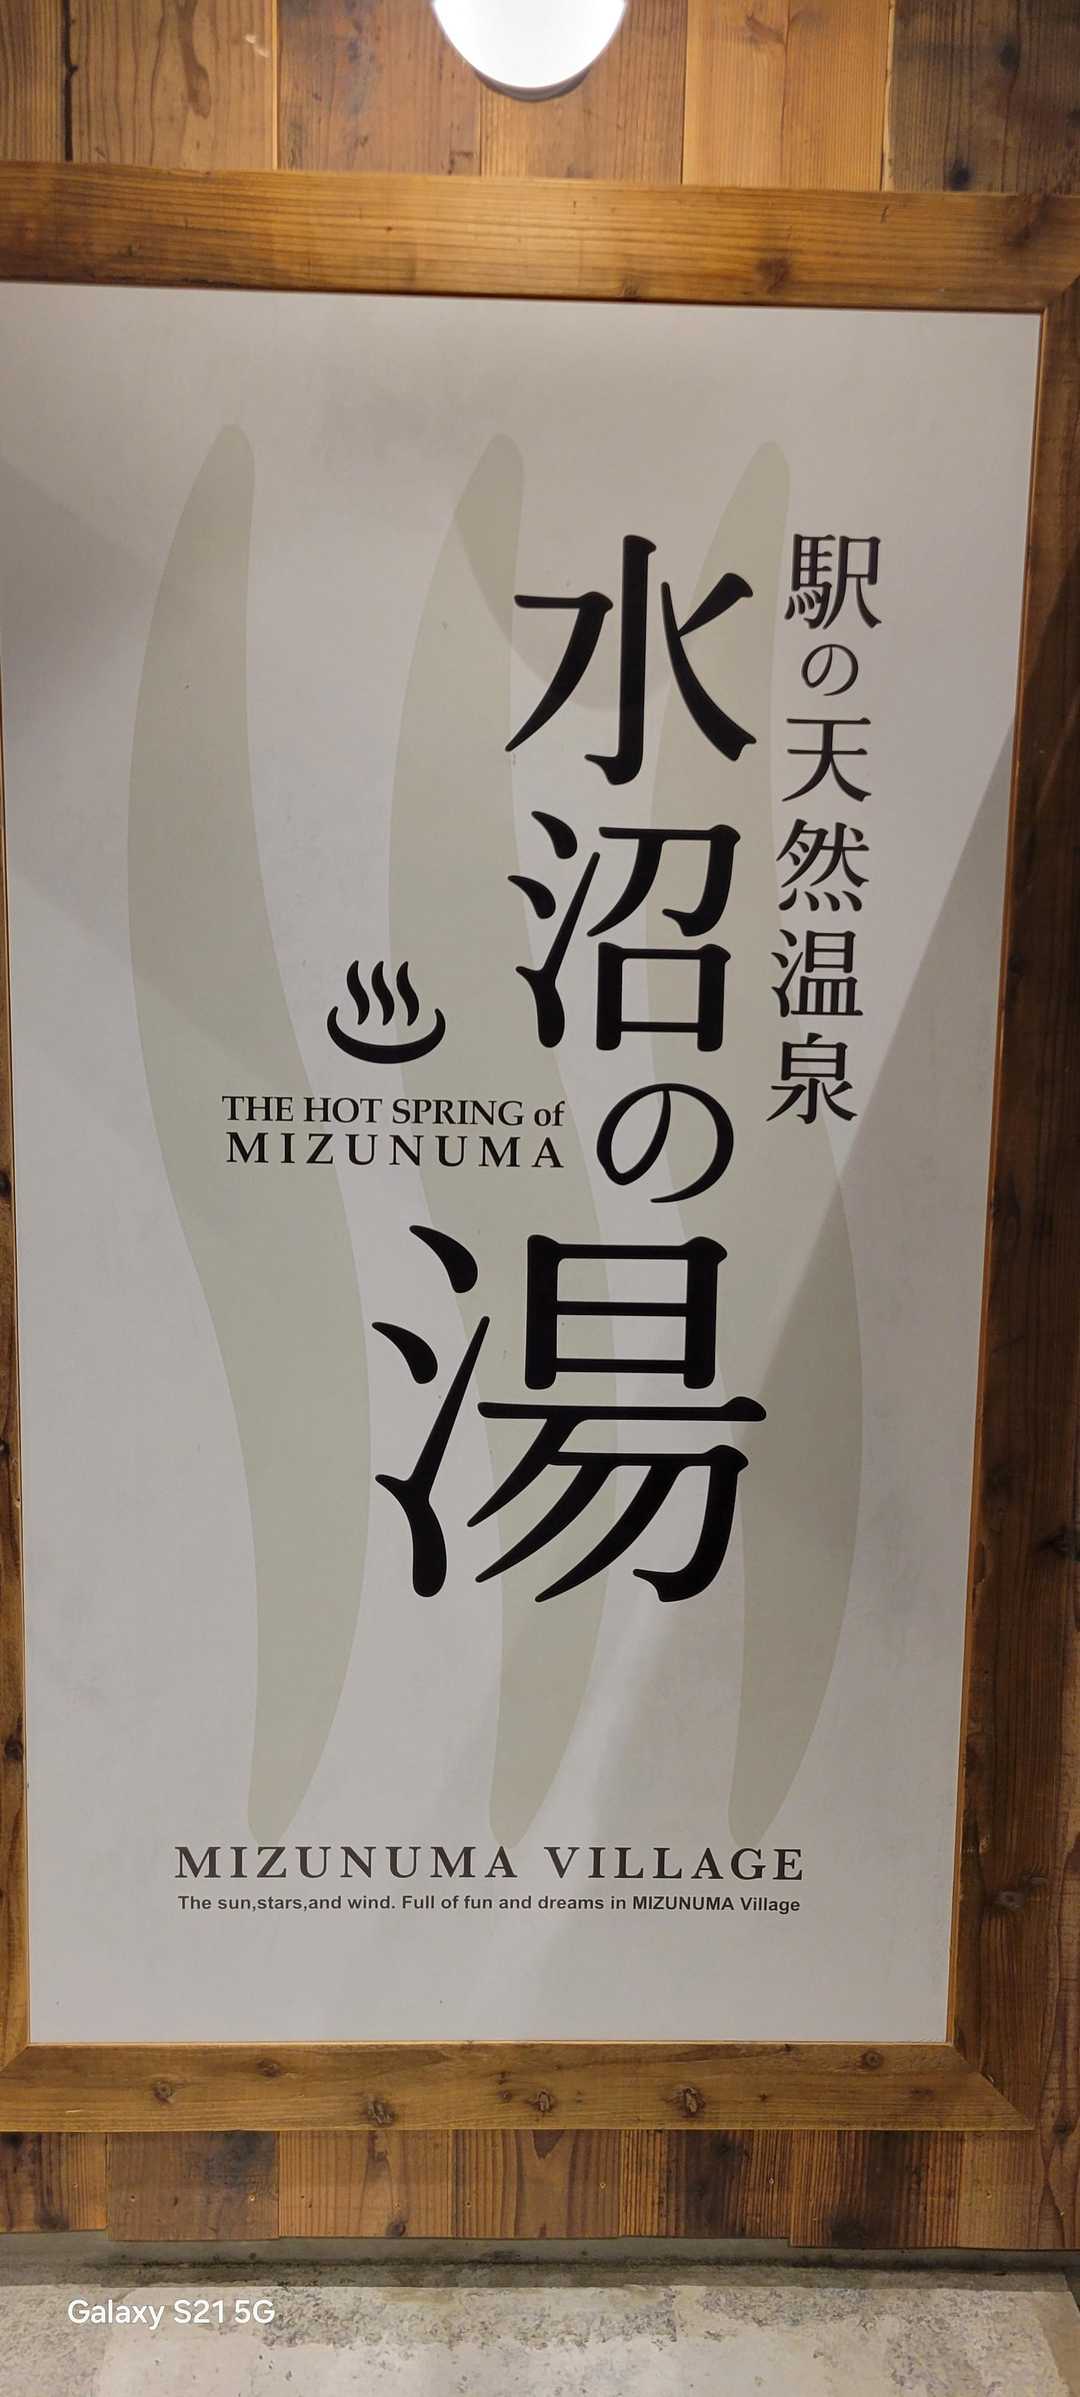 駅の天然温泉
水沼の湯
THE HOT SPRING of
MIZUNUMA
MIZUNUMA VILLAGE
The sun,stars,and wind. Full of fun and dreams in MIZUNUMA Village
Galaxy S21 5G